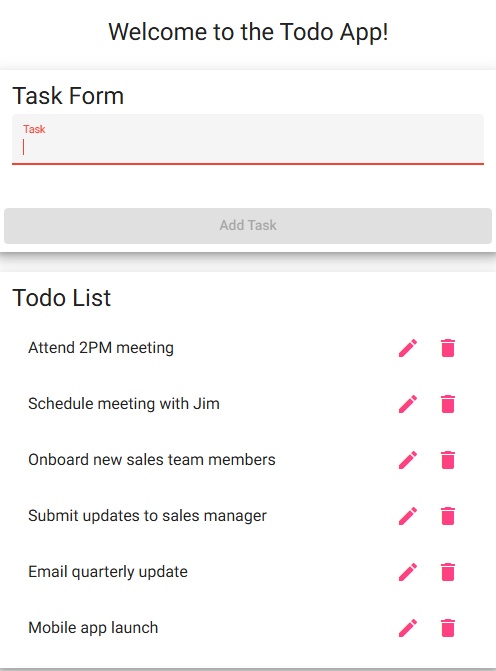 Welcome to the Todo App!
Task Form
Task
Add Task
Todo List
Attend 2PM meeting
Schedule meeting with Jim
Onboard new sales team members
Submit updates to sales manager
Email quarterly update
Mobile app launch